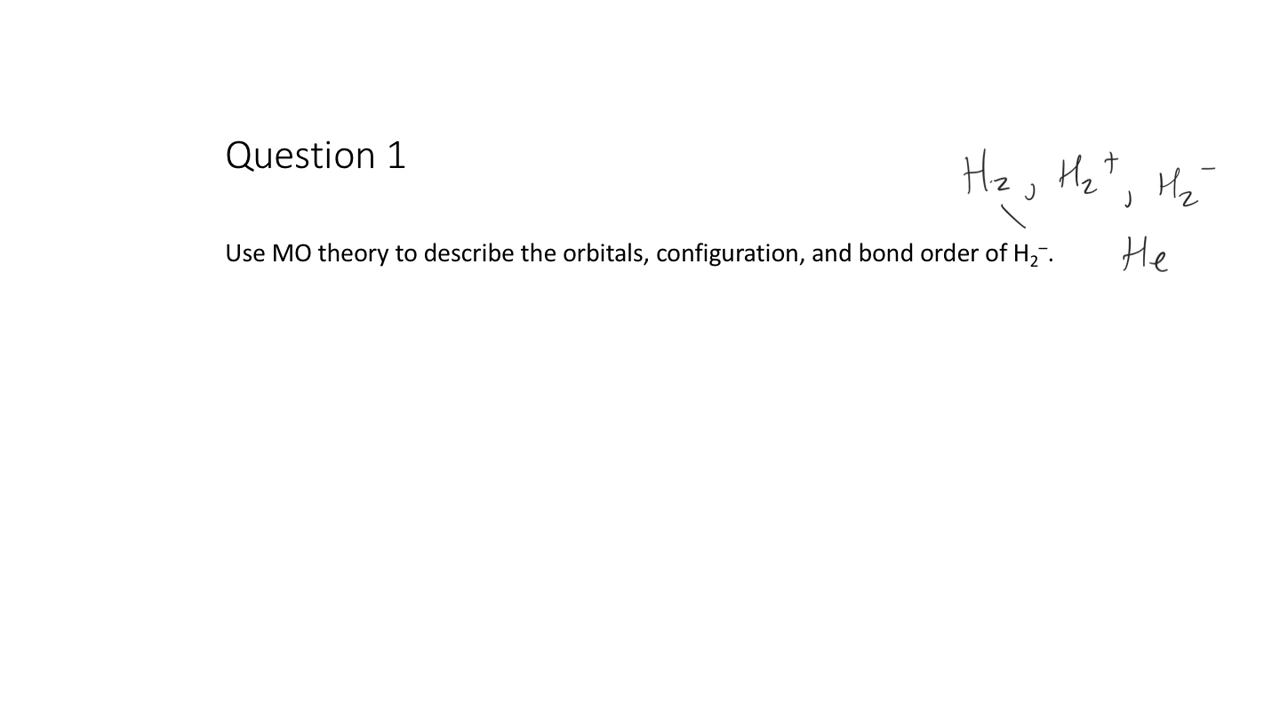 Question 1
H₂, H₂⁺, H₂⁻
Use MO theory to describe the orbitals, configuration, and bond order of H₂⁻.
He